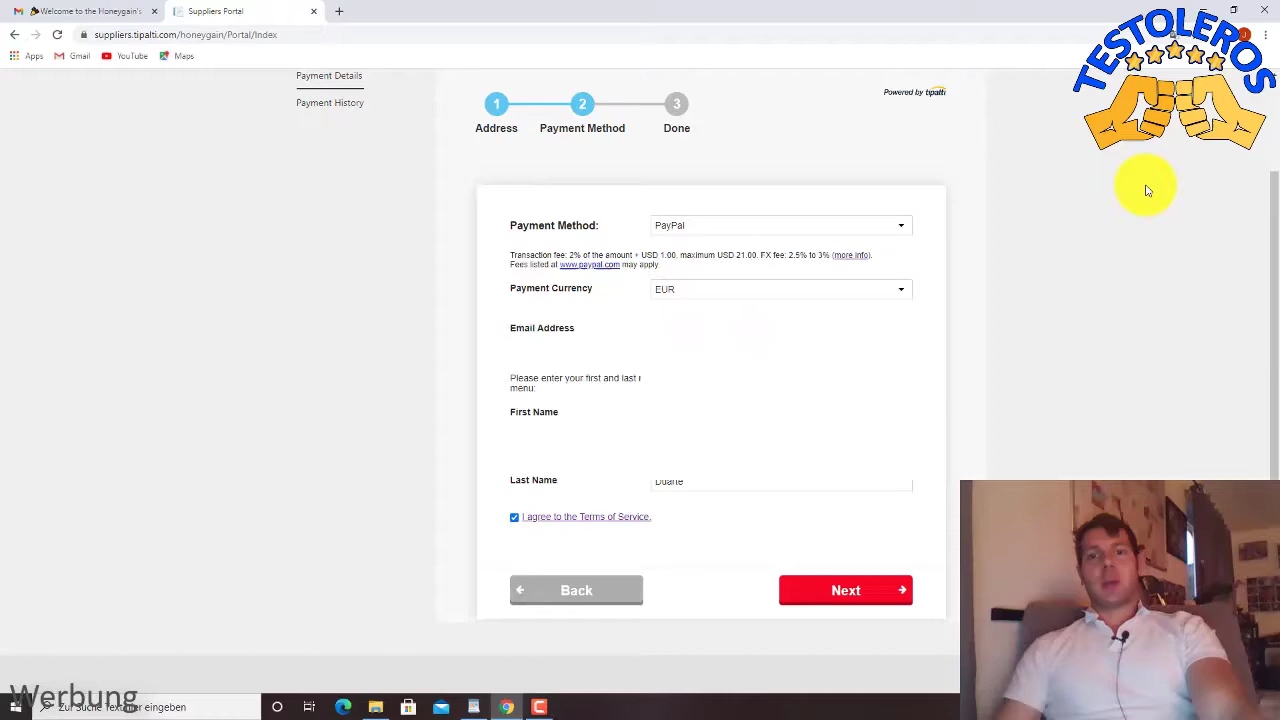 Welcome to the Honeygain's
Suppliers Portal
suppliers.tipalti.com/honeygain/Portal/Index
Apps Gmail YouTube Maps
TESTOLEROS
Payment Details
Payment History
Powered by tipalti
1 2 3
Address Payment Method Done
Payment Method: PayPal
Transaction fee: 2% of the amount + USD 1.00, maximum USD 21.00. FX fee: 2.5% to 3% (more info).
Fees listed at www.paypal.com may apply.
Payment Currency EUR
Email Address
Please enter your first and last
menu:
First Name
Last Name Duarte
I agree to the Terms of Service.
Back Next
Werbung
Zur Suche Text hier eingeben